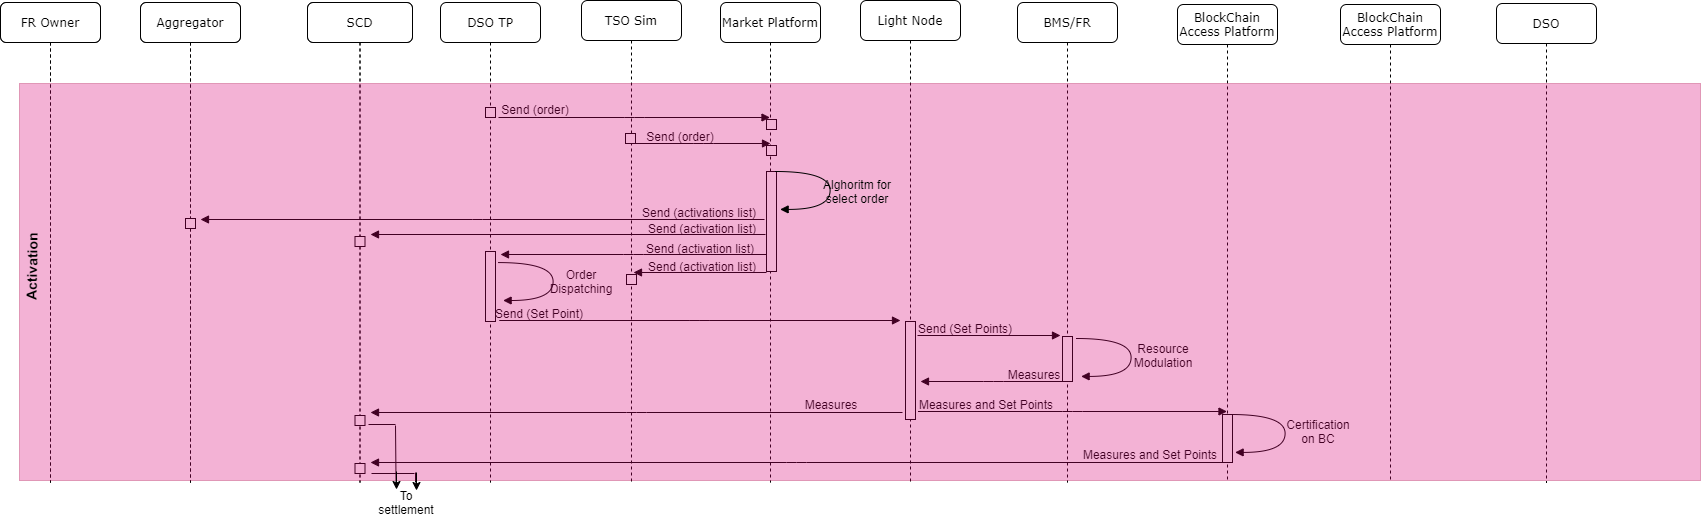 FR Owner
Aggregator
SCD
DSO TP
TSO Sim
Market Platform
Light Node
BMS/FR
BlockChain
Access Platform
BlockChain
Access Platform
DSO
Activation
Send (order)
Send (order)
Alghoritm for
select order
Send (activations list)
Send (activation list)
Send (activation list)
Send (activation list)
Order
Dispatching
Send (Set Point)
Send (Set Points)
Resource
Modulation
Measures
Measures
Measures and Set Points
Certification
on BC
Measures and Set Points
To
settlement